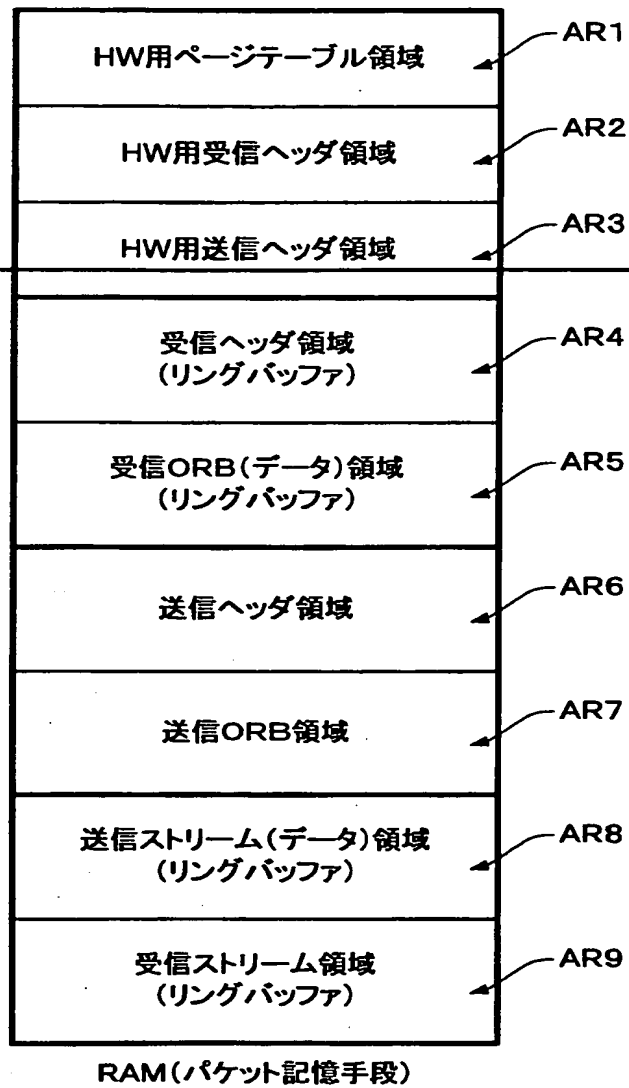 HW用ページテーブル領域
AR1
HW用受信ヘッダ領域
AR2
HW用送信ヘッダ領域
AR3
受信ヘッダ領域
(リングバッファ)
AR4
受信ORB(データ)領域
(リングバッファ)
AR5
送信ヘッダ領域
AR6
送信ORB領域
AR7
送信ストリーム(データ)領域
(リングバッファ)
AR8
受信ストリーム領域
(リングバッファ)
AR9
RAM(パケット記憶手段)